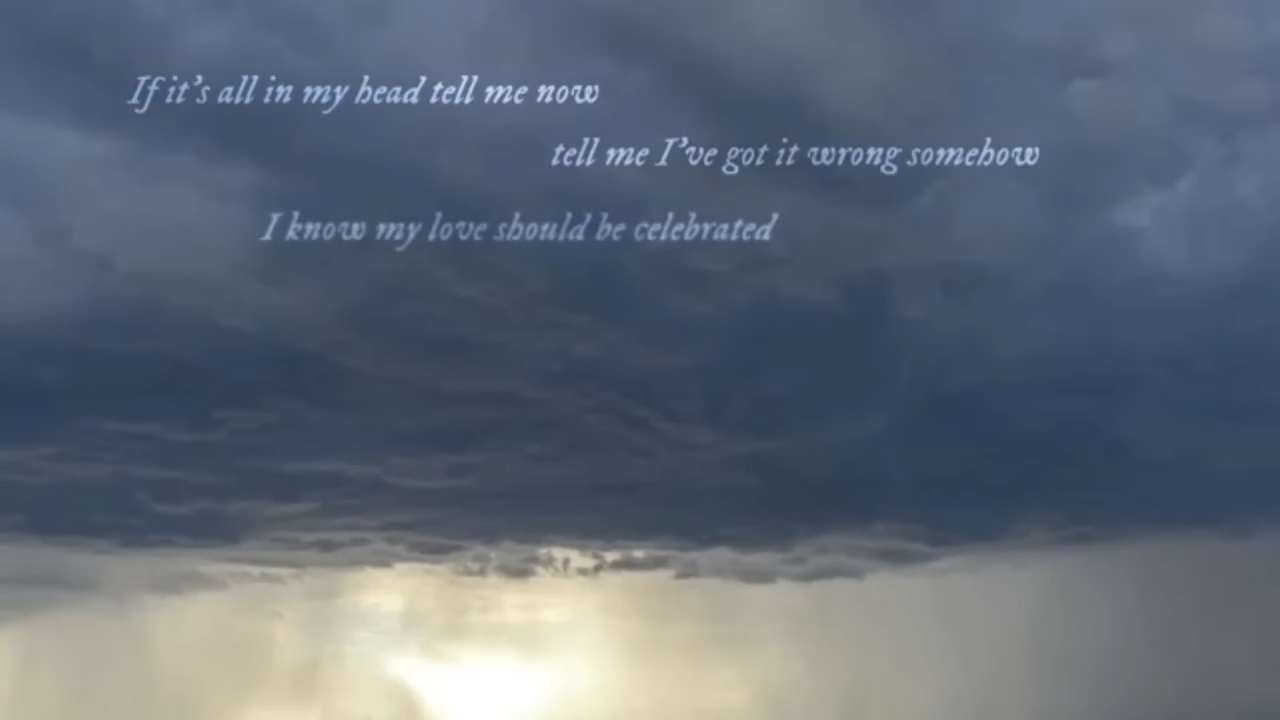 If it's all in my head tell me now
tell me I've got it wrong somehow
I know my love should be celebrated